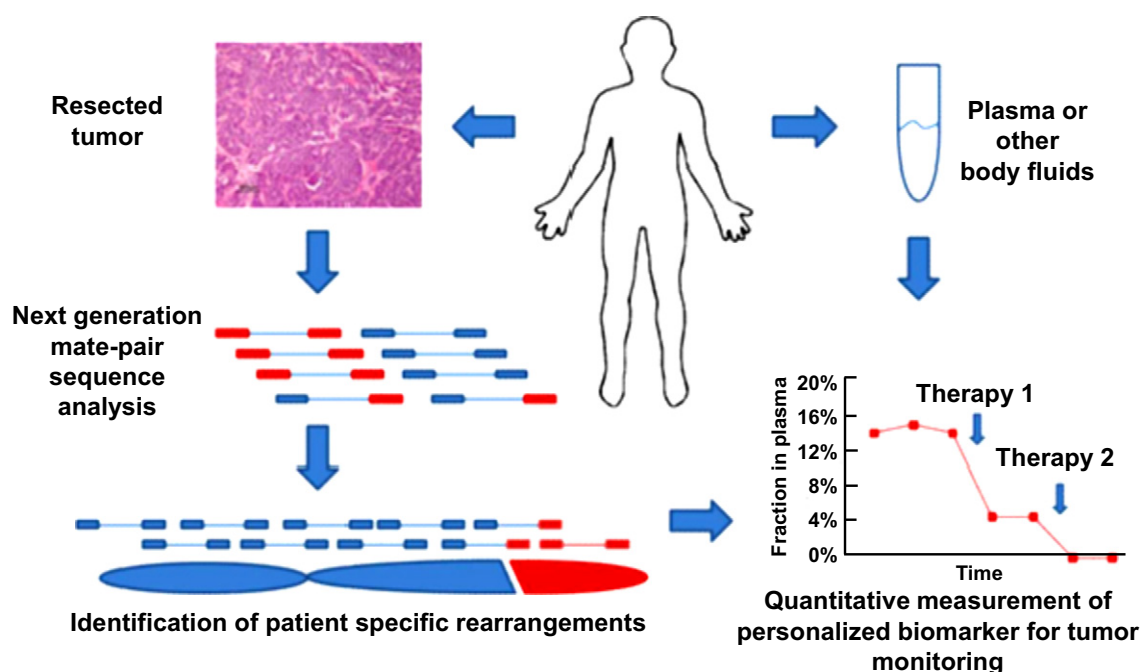 Resected
tumor
Plasma or
other
body fluids
Next generation
mate-pair
sequence
analysis
Identification of patient specific rearrangements
Fraction in plasma
20%
16%
12%
8%
4%
0%
Therapy 1
Therapy 2
Time
Quantitative measurement of
personalized biomarker for tumor
monitoring